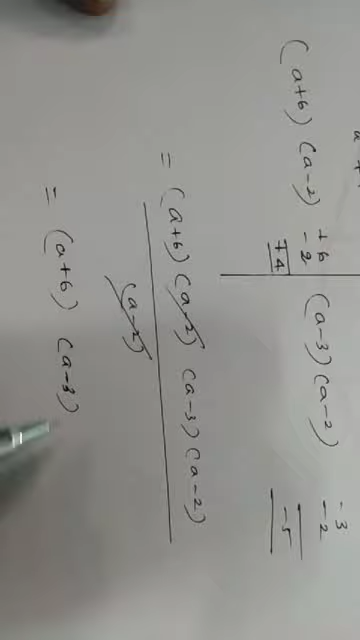 (a+6) (a-2) +6 (a-3) (a-2) -3
-2 -2
+4 -5
= (a+6) (a-2) (a-3) (a-2)
(a-2)
= (a+6) (a-3)